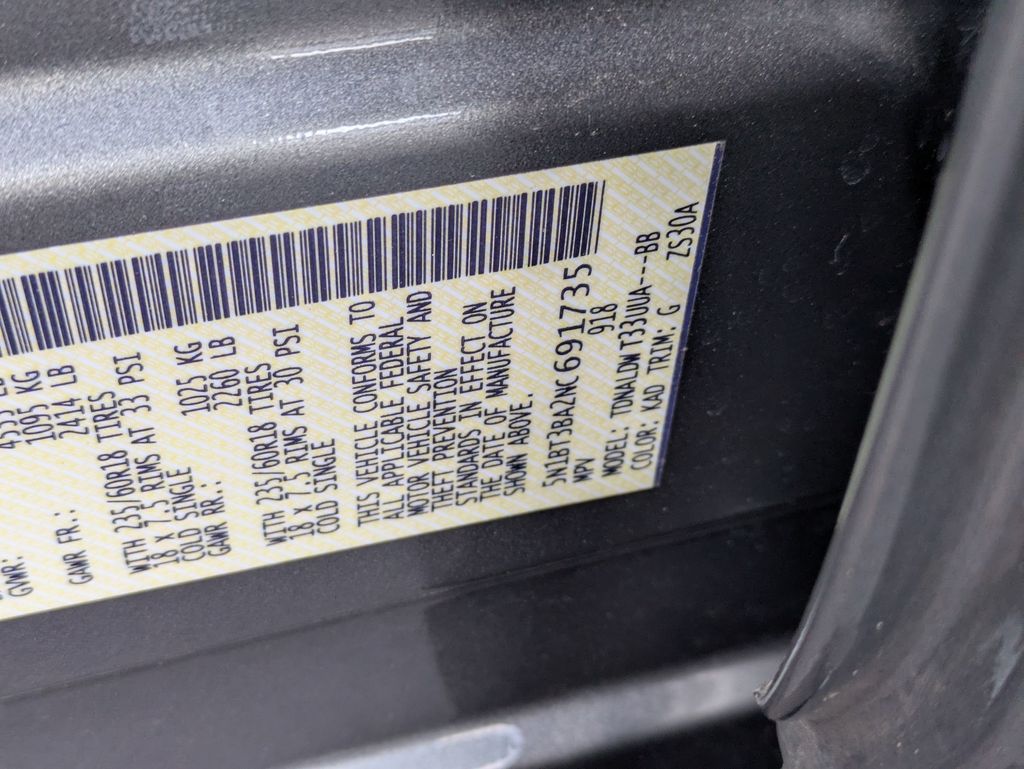 GVWR:
1095 KG
2414 LB
GAWR FR.:
WITH 235/60R18 TIRES
18 X 7.5 RIMS AT 33 PSI
COLD SINGLE
GAWR RR.: 1025 KG
2260 LB
WITH 235/60R18 TIRES
18 X 7.5 RIMS AT 30 PSI
COLD SINGLE
THIS VEHICLE CONFORMS TO
ALL APPLICABLE FEDERAL
MOTOR VEHICLE SAFETY AND
THEFT PREVENTION
STANDARDS IN EFFECT ON
THE DATE OF MANUFACTURE
SHOWN ABOVE.
5N1BT3BA2NC691735
MPV 918
MODEL: TDNALDW T33UUA---BB
COLOR: KAD TRIM: G ZS30A